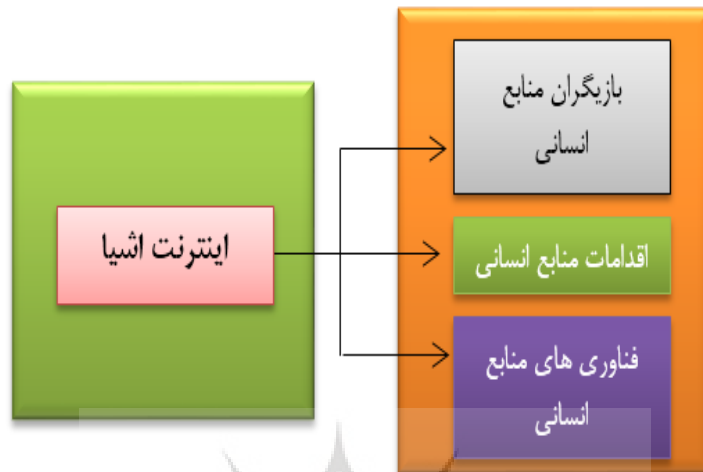 بازیگران منابع
انسانی
اینترنت اشیا
اقدامات منابع انسانی
فناوری های منابع
انسانی